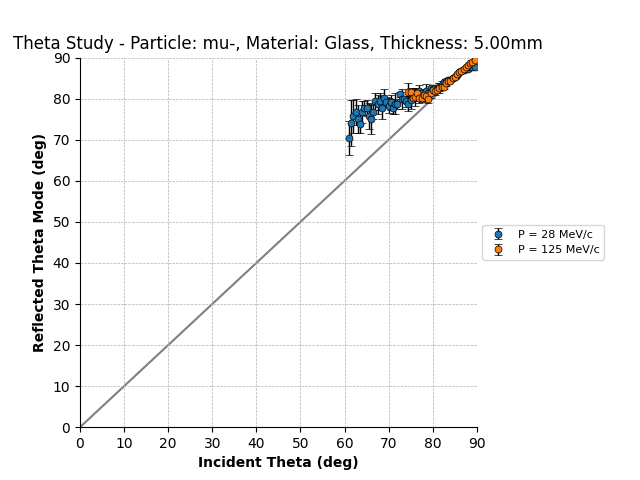 Theta Study - Particle: mu-, Material: Glass, Thickness: 5.00mm
90
80
70
60
50
40
30
20
10
0
Reflected Theta Mode (deg)
0 10 20 30 40 50 60 70 80 90
Incident Theta (deg)
P = 28 MeV/c
P = 125 MeV/c